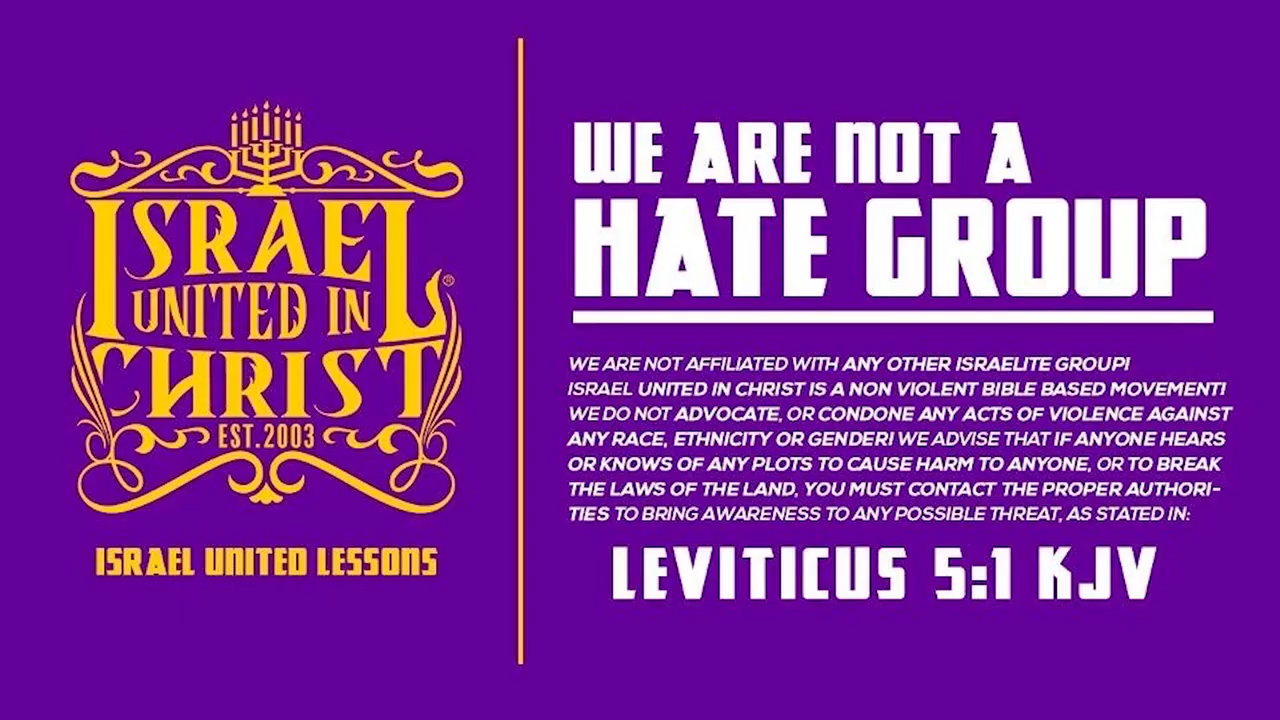 ISRAEL
UNITED IN
CHRIST
®
EST. 2003
ISRAEL UNITED LESSONS
WE ARE NOT A
HATE GROUP
WE ARE NOT AFFILIATED WITH ANY OTHER ISRAELITE GROUP!
ISRAEL UNITED IN CHRIST IS A NON VIOLENT BIBLE BASED MOVEMENT!
WE DO NOT ADVOCATE, OR CONDONE ANY ACTS OF VIOLENCE AGAINST
ANY RACE, ETHNICITY OR GENDER! WE ADVISE THAT IF ANYONE HEARS
OR KNOWS OF ANY PLOTS TO CAUSE HARM TO ANYONE, OR TO BREAK
THE LAWS OF THE LAND, YOU MUST CONTACT THE PROPER AUTHORI-
TIES TO BRING AWARENESS TO ANY POSSIBLE THREAT, AS STATED IN:
LEVITICUS 5:1 KJV